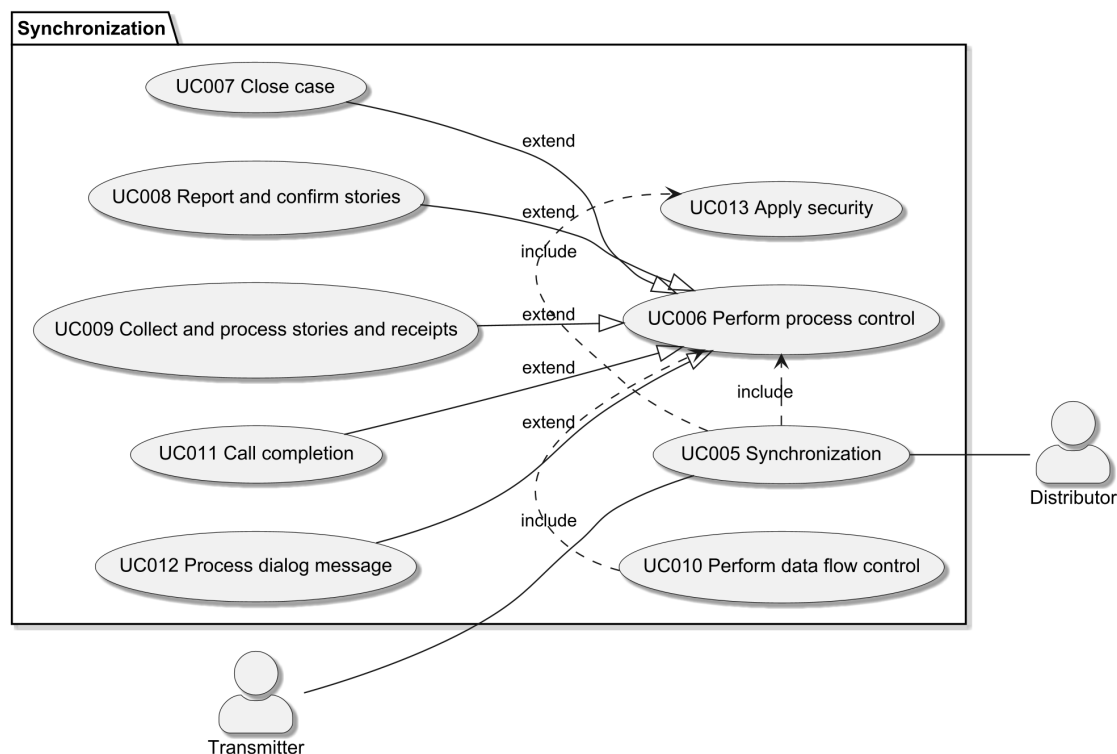 Synchronization
UC007 Close case
extend
UC008 Report and confirm stories
extend
UC013 Apply security
include
UC009 Collect and process stories and receipts
extend
UC006 Perform process control
extend
include
extend
UC011 Call completion
UC005 Synchronization
Distributor
include
UC012 Process dialog message
UC010 Perform data flow control
Transmitter